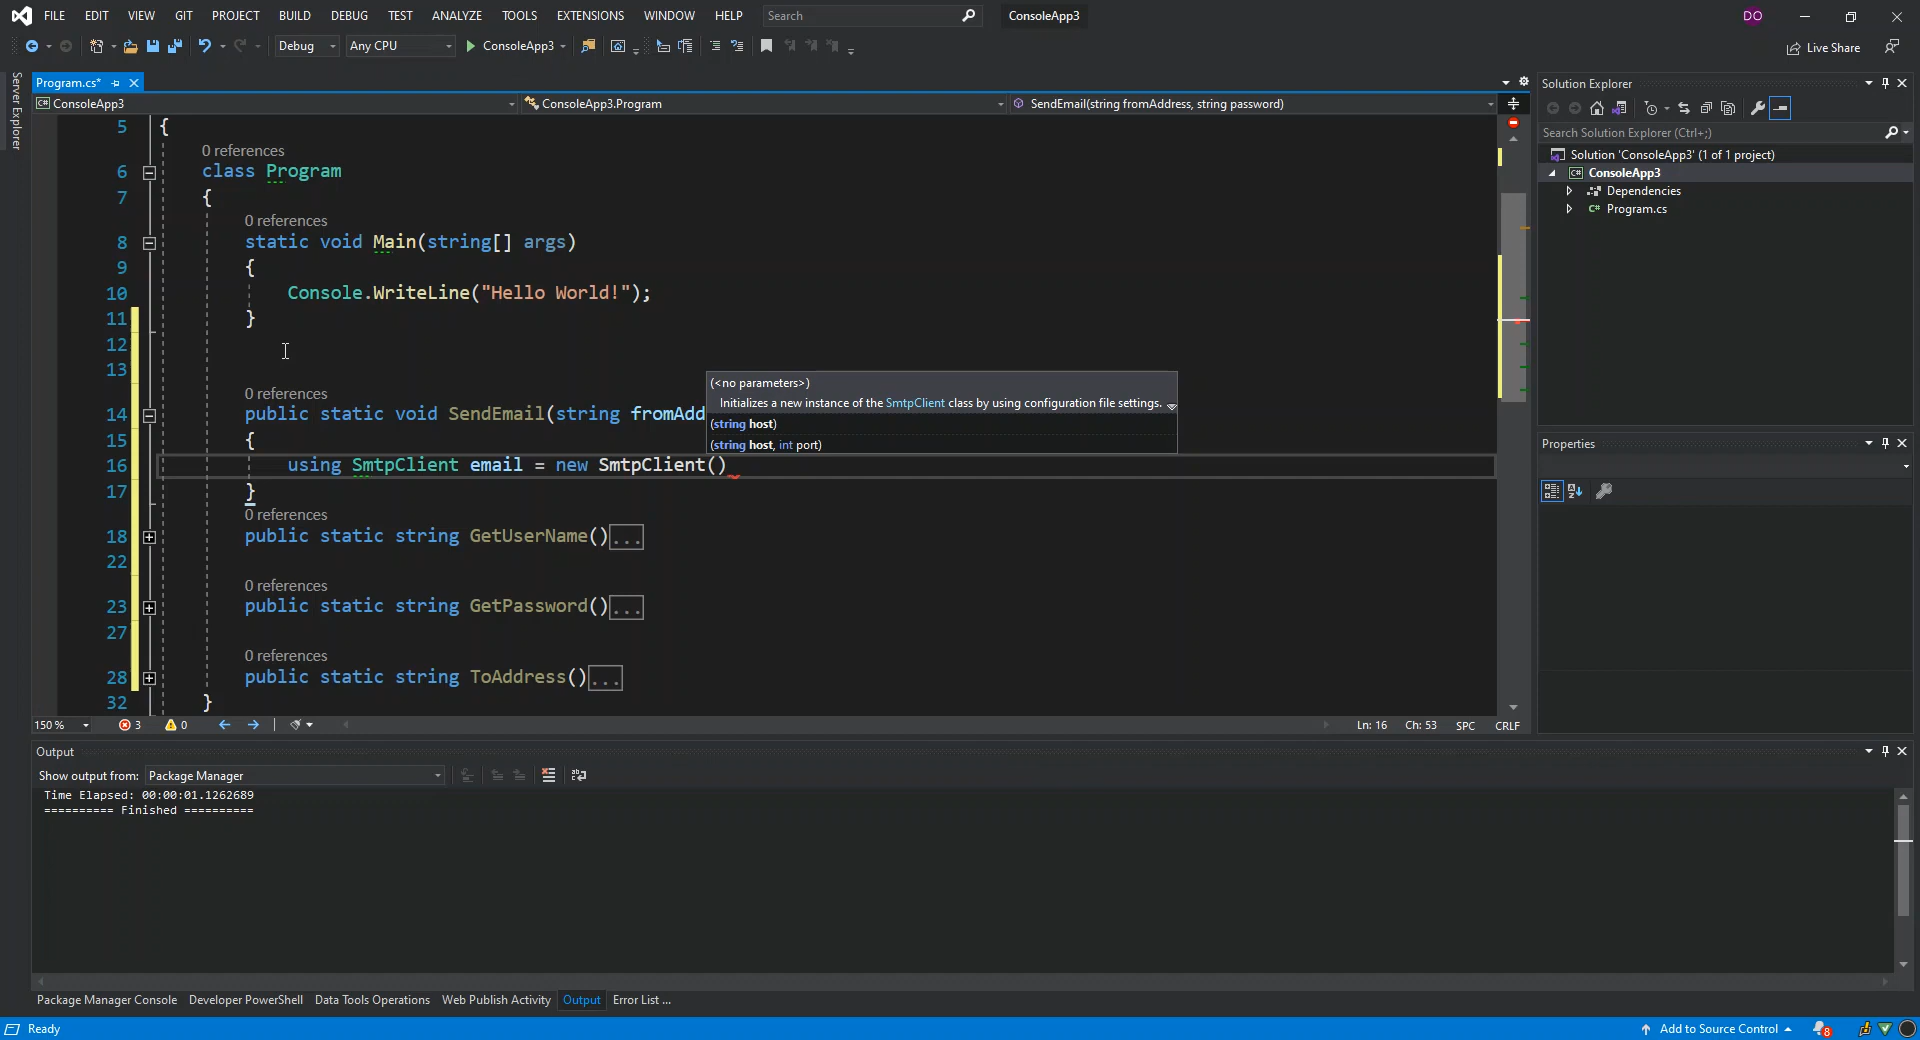 FILE EDIT VIEW GIT PROJECT BUILD DEBUG TEST ANALYZE TOOLS EXTENSIONS WINDOW HELP Search ConsoleApp3 DO
Debug Any CPU ConsoleApp3 Live Share
Server Explorer
Program.cs*
C# ConsoleApp3 ConsoleApp3.Program SendEmail(string fromAddress, string password)
5 {
0 references
6 class Program
7 {
0 references
8 static void Main(string[] args)
9 {
10 Console.WriteLine("Hello World!");
11 }
12
13
0 references
14 public static void SendEmail(string fromAdd
15 {
16 using SmtpClient email = new SmtpClient()
17 }
(<no parameters>)
Initializes a new instance of the SmtpClient class by using configuration file settings.
(string host)
(string host, int port)
0 references
18 public static string GetUserName()...
22
0 references
23 public static string GetPassword()...
27
0 references
28 public static string ToAddress()...
32 }
150 % 3 0 Ln: 16 Ch: 53 SPC CRLF
Solution Explorer
Search Solution Explorer (Ctrl+;)
Solution 'ConsoleApp3' (1 of 1 project)
C# ConsoleApp3
Dependencies
C# Program.cs
Properties
Output
Show output from: Package Manager
Time Elapsed: 00:00:01.1262689
========== Finished ==========
Package Manager Console Developer PowerShell Data Tools Operations Web Publish Activity Output Error List ...
Ready Add to Source Control 8